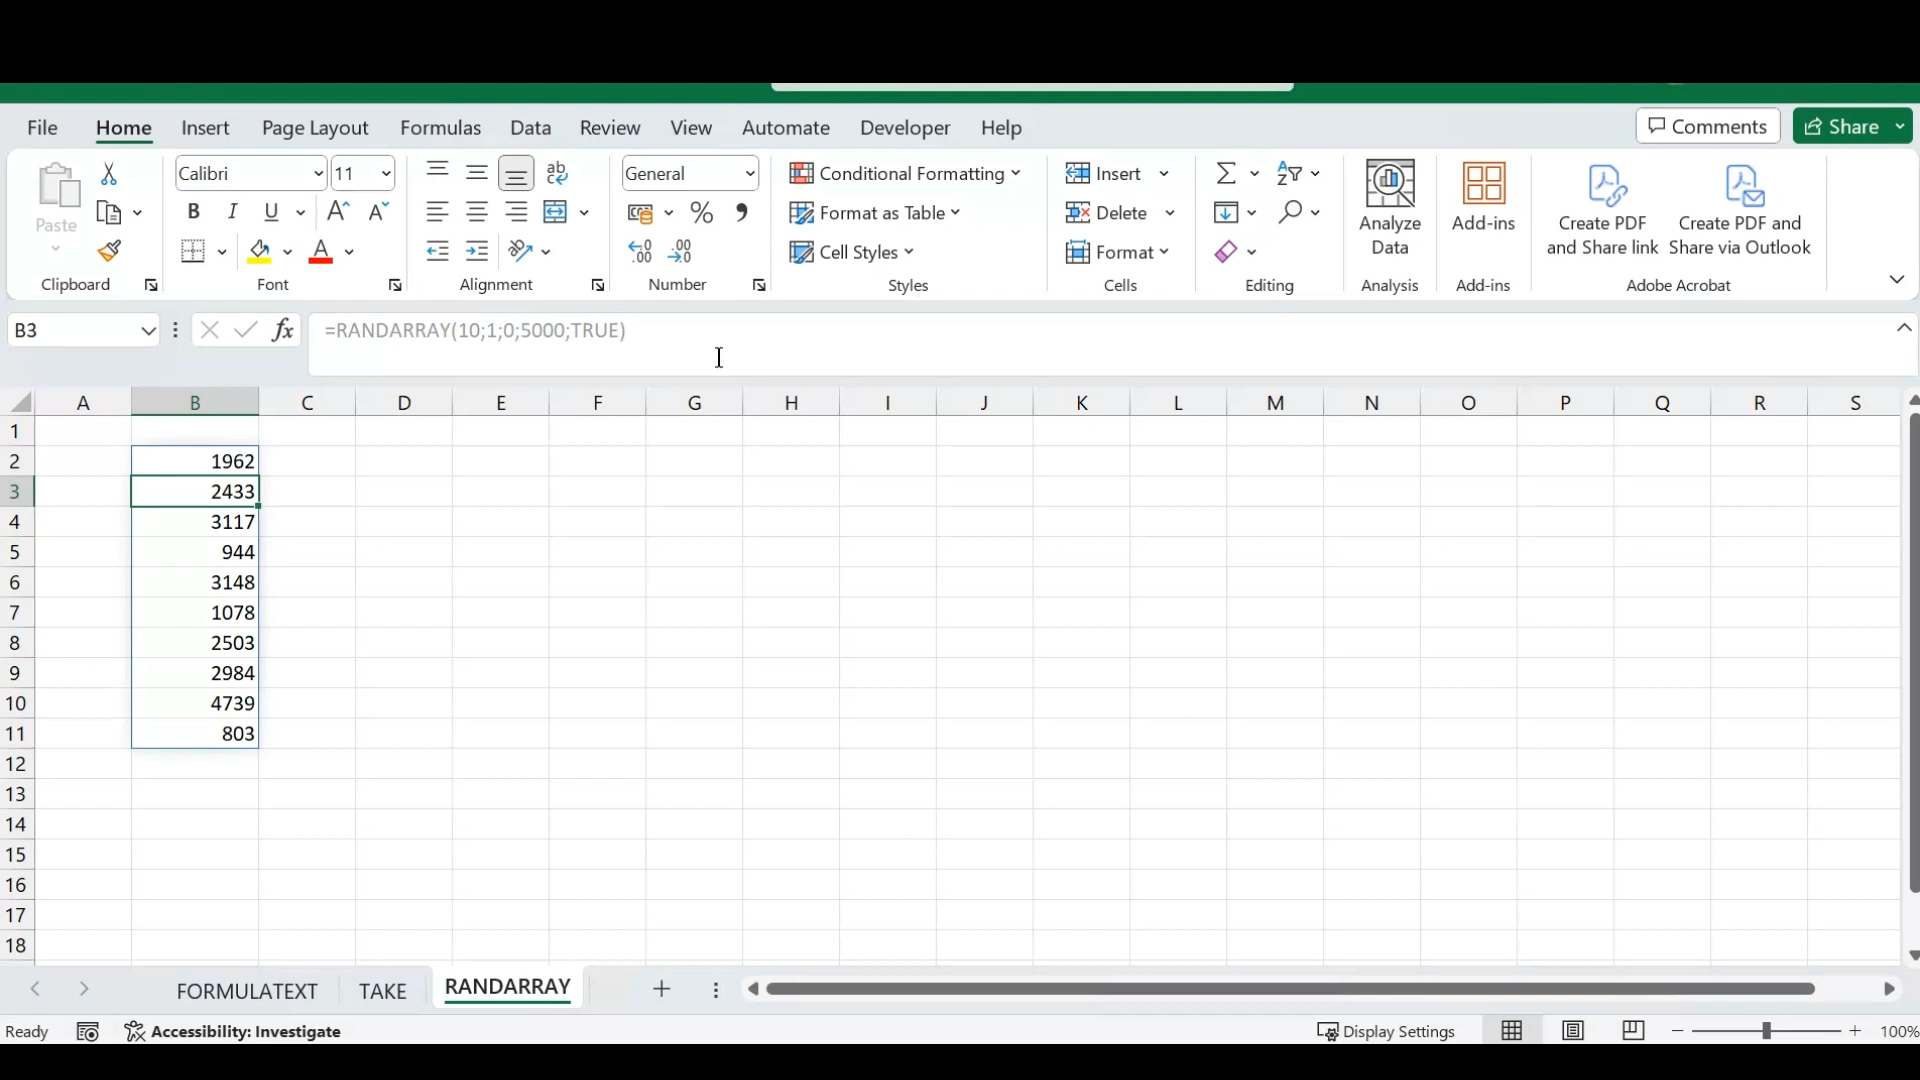 File Home Insert Page Layout Formulas Data Review View Automate Developer Help Comments Share
Paste Calibri 11 General Conditional Formatting Format as Table Cell Styles Insert Delete Format Analyze Data Add-ins Create PDF and Share link Create PDF and Share via Outlook
Clipboard Font Alignment Number Styles Cells Editing Analysis Add-ins Adobe Acrobat
B3 fx =RANDARRAY(10;1;0;5000;TRUE)
A B C D E F G H I J K L M N O P Q R S
1
2 1962
3 2433
4 3117
5 944
6 3148
7 1078
8 2503
9 2984
10 4739
11 803
12
13
14
15
16
17
18
FORMULATEXT TAKE RANDARRAY
Ready Accessibility: Investigate Display Settings 100%